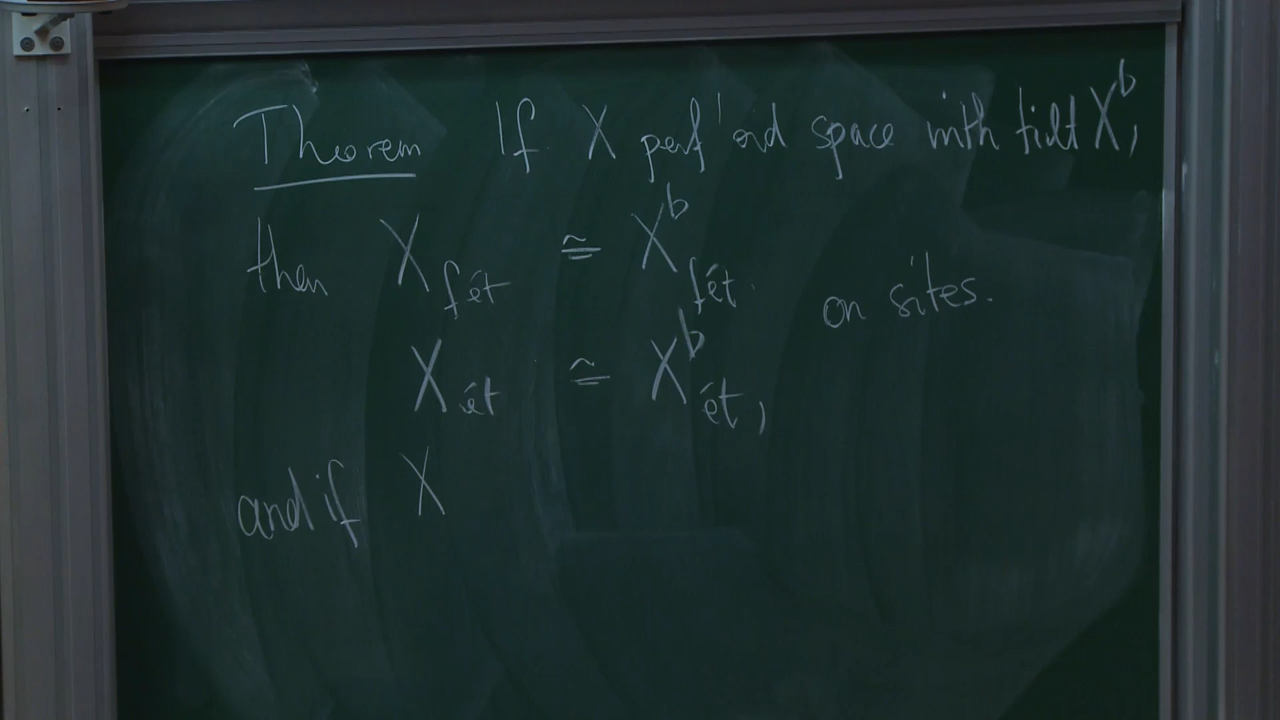 Theorem If X perf'oid space with tilt X♭,
then X_fét ≅ X♭_fét on sites.
X_ét ≅ X♭_ét,
and if X